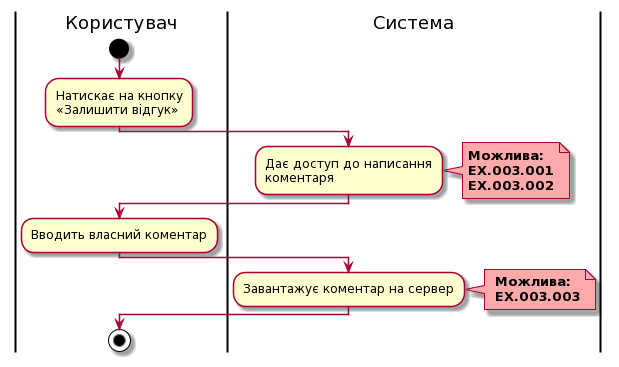 Користувач
Система
Натискає на кнопку
«Залишити відгук»
Дає доступ до написання
коментаря
Можлива:
EX.003.001
EX.003.002
Вводить власний коментар
Завантажує коментар на сервер
Можлива:
EX.003.003